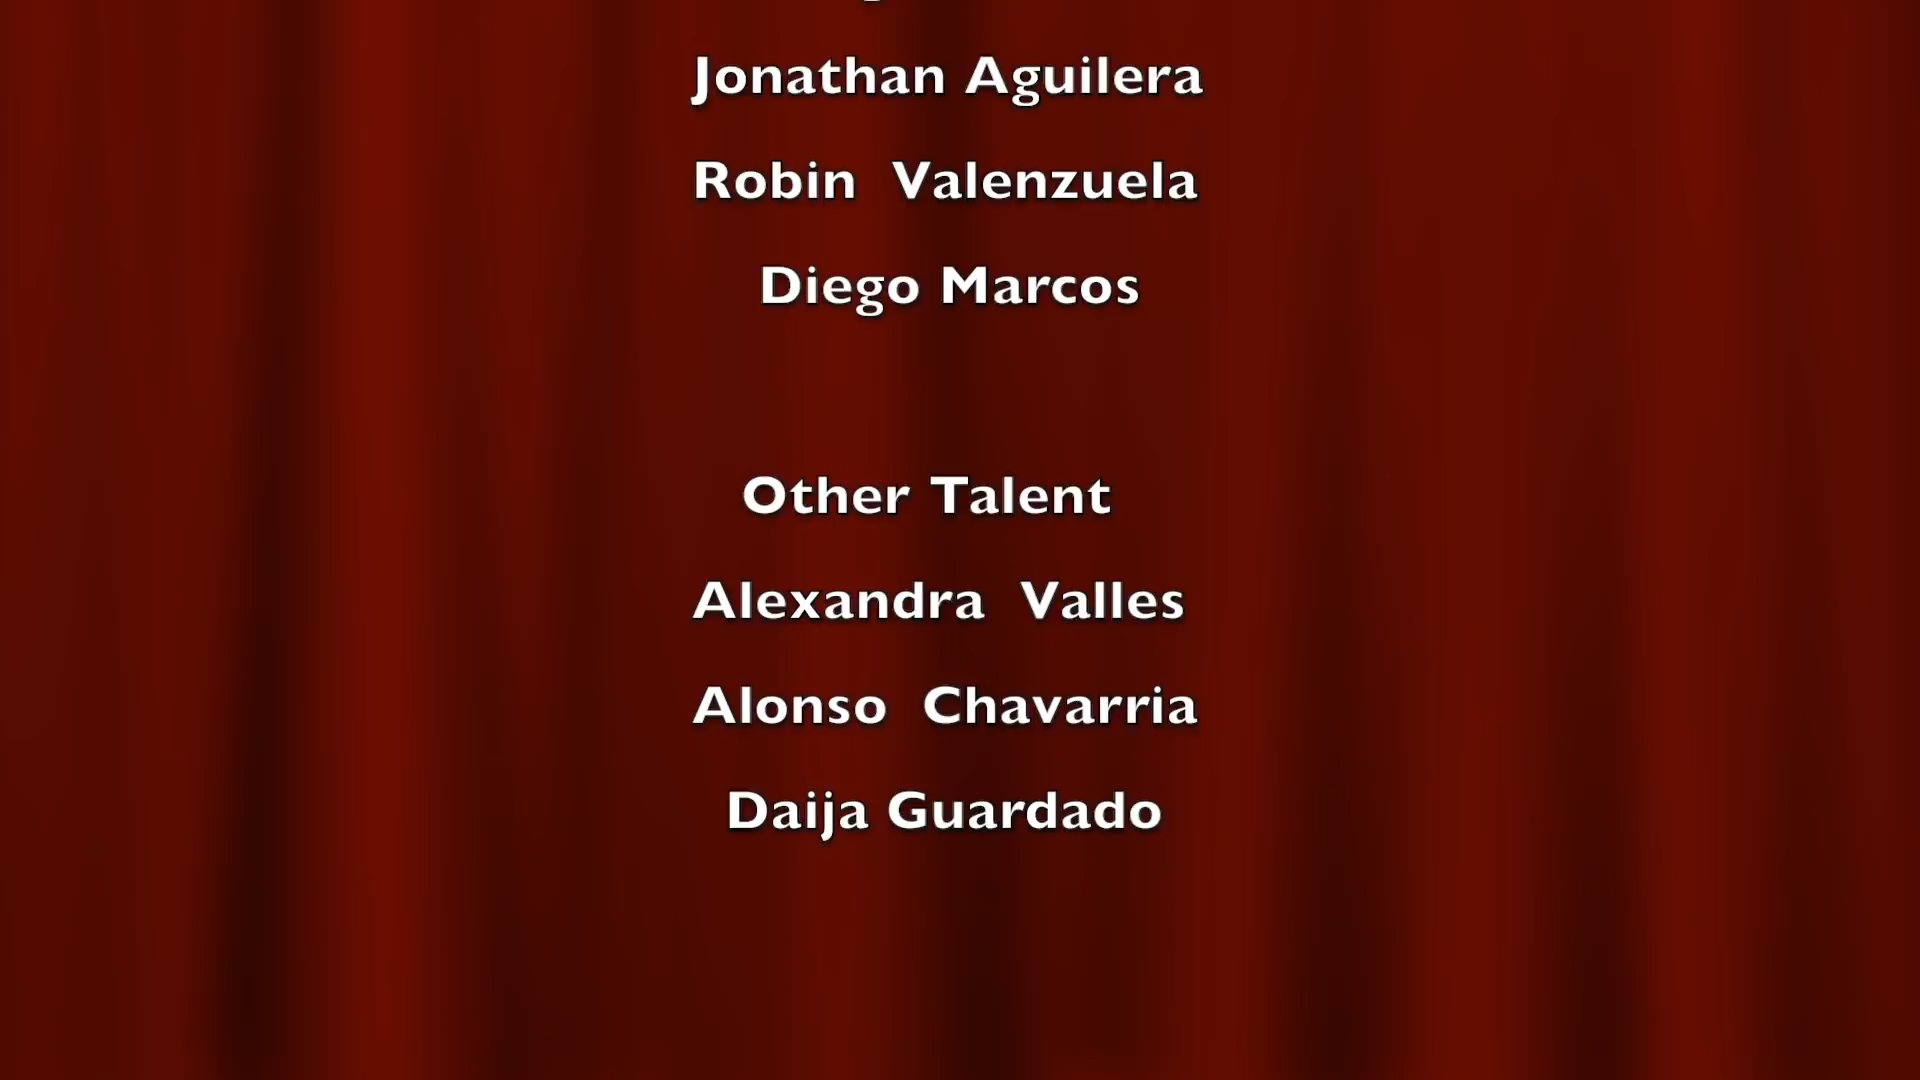 Jonathan Aguilera
Robin Valenzuela
Diego Marcos
Other Talent
Alexandra Valles
Alonso Chavarria
Daija Guardado